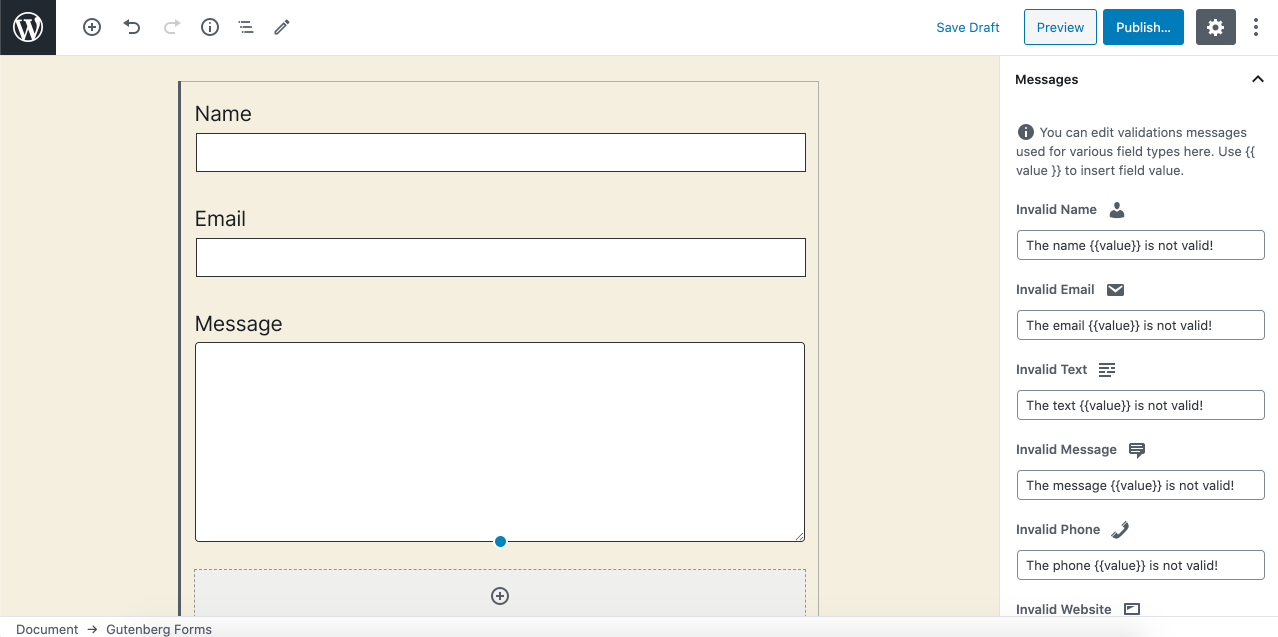 Save Draft
Preview
Publish...
Name
Email
Message
Messages
You can edit validations messages
used for various field types here. Use {{
value }} to insert field value.
Invalid Name
The name {{value}} is not valid!
Invalid Email
The email {{value}} is not valid!
Invalid Text
The text {{value}} is not valid!
Invalid Message
The message {{value}} is not valid!
Invalid Phone
The phone {{value}} is not valid!
Invalid Website
Document → Gutenberg Forms